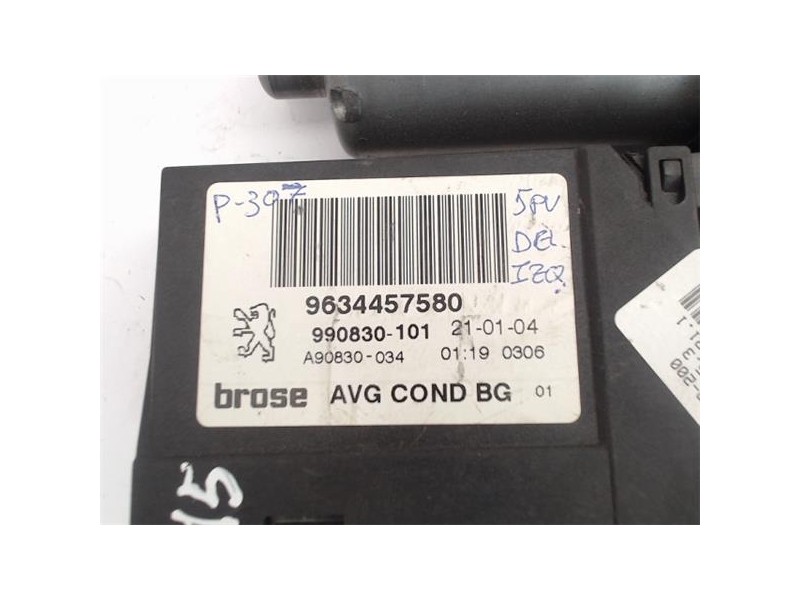 P-307
5PV
DEL
IZQ.
9634457580
990830-101 21-01-04
A90830-034 01:19 0306
brose AVG COND BG 01